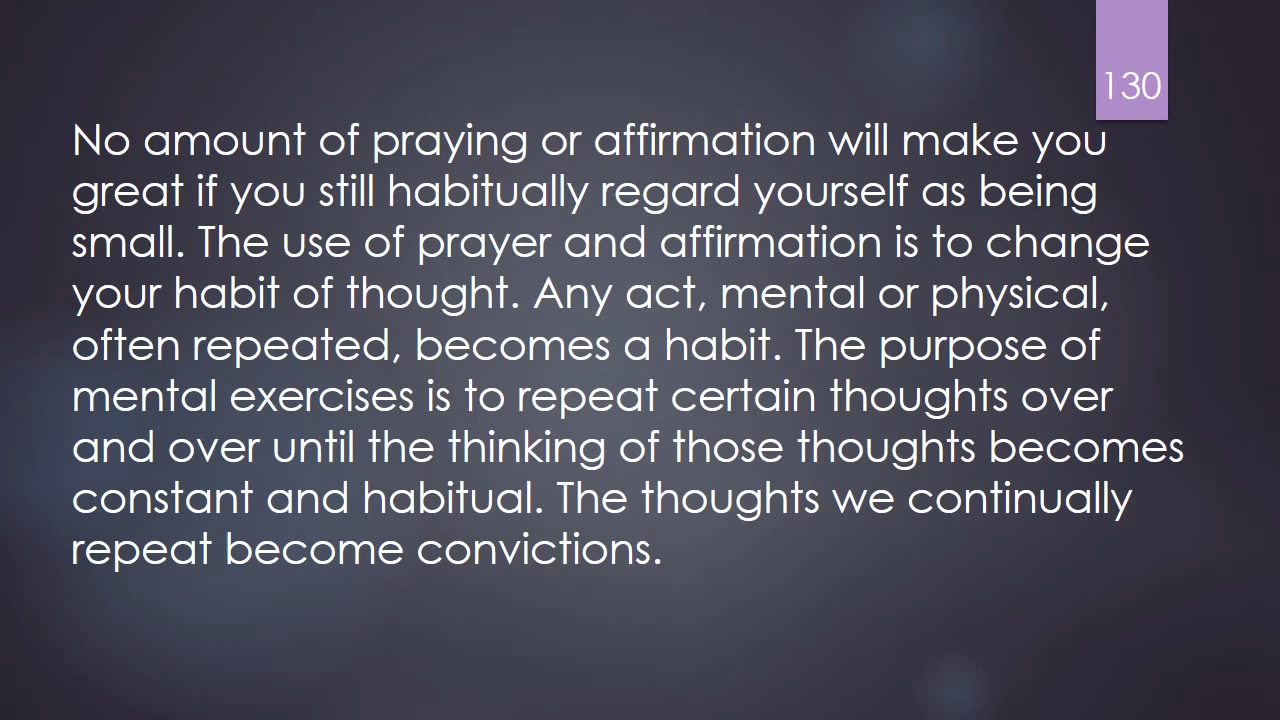 130
No amount of praying or affirmation will make you
great if you still habitually regard yourself as being
small. The use of prayer and affirmation is to change
your habit of thought. Any act, mental or physical,
often repeated, becomes a habit. The purpose of
mental exercises is to repeat certain thoughts over
and over until the thinking of those thoughts becomes
constant and habitual. The thoughts we continually
repeat become convictions.